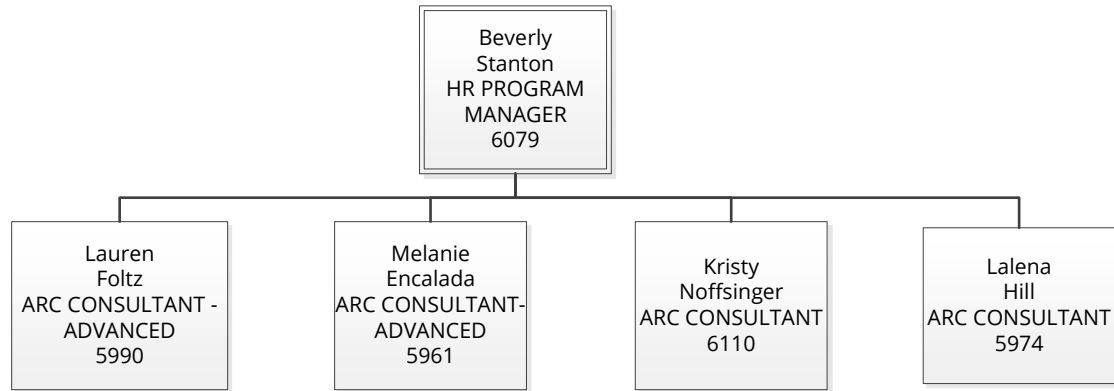 Beverly
Stanton
HR PROGRAM
MANAGER
6079
Lauren
Foltz
ARC CONSULTANT -
ADVANCED
5990
Melanie
Encalada
ARC CONSULTANT-
ADVANCED
5961
Kristy
Noffsinger
ARC CONSULTANT
6110
Lalena
Hill
ARC CONSULTANT
5974